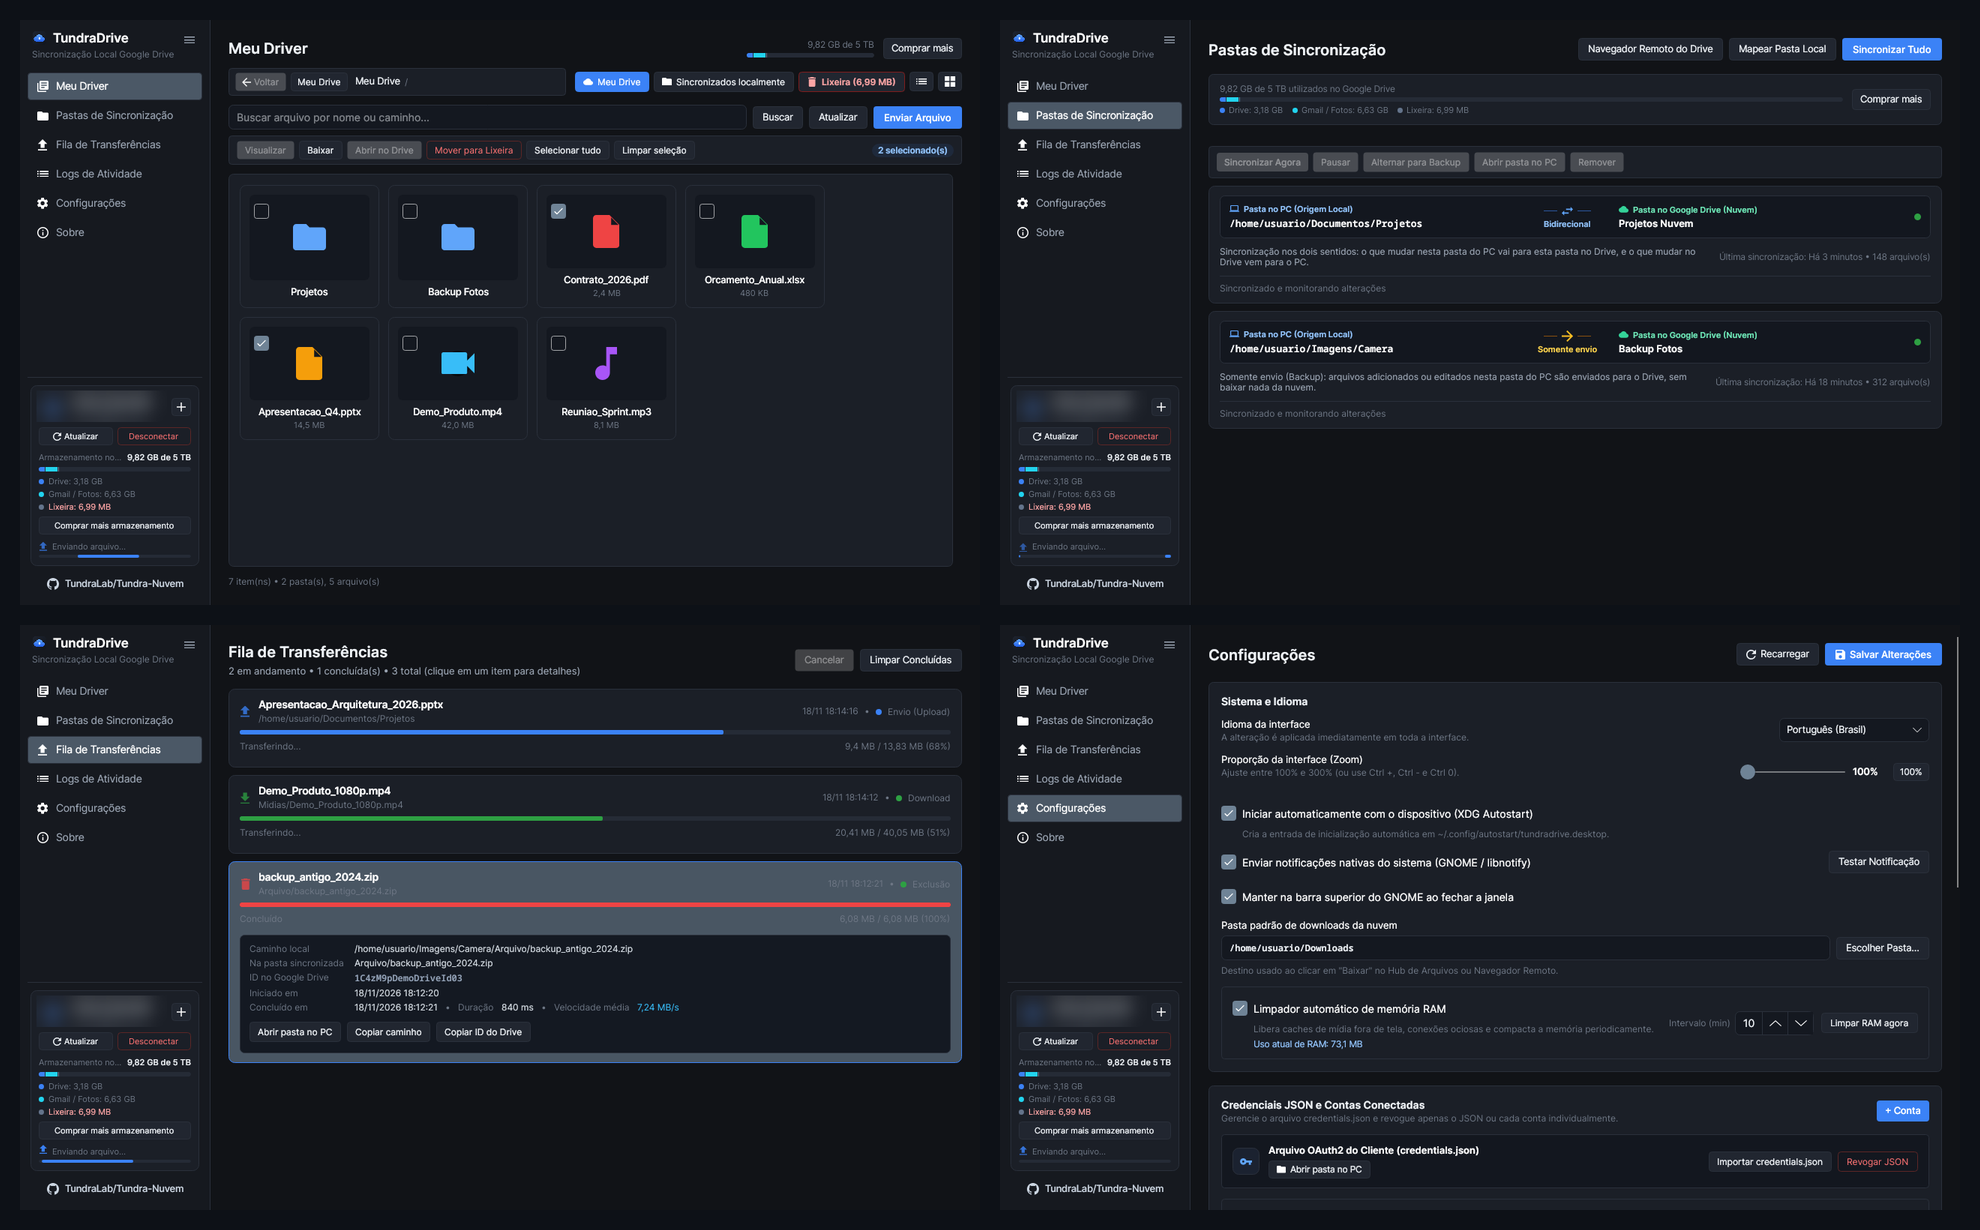 TundraDrive
Sincronização Local Google Drive
Meu Driver
Pastas de Sincronização
Fila de Transferências
Logs de Atividade
Configurações
Sobre
Atualizar
Desconectar
Armazenamento no... 9,82 GB de 5 TB
Drive: 3,18 GB
Gmail / Fotos: 6,63 GB
Lixeira: 6,99 MB
Comprar mais armazenamento
Enviando arquivo...
TundraLab/Tundra-Nuvem
Meu Driver
9,82 GB de 5 TB
Comprar mais
Voltar
Meu Drive
Meu Drive /
Meu Drive
Sincronizados localmente
Lixeira (6,99 MB)
Buscar arquivo por nome ou caminho...
Buscar
Atualizar
Enviar Arquivo
Visualizar
Baixar
Abrir no Drive
Mover para Lixeira
Selecionar tudo
Limpar seleção
2 selecionado(s)
Projetos
Backup Fotos
Contrato_2026.pdf
2,4 MB
Orcamento_Anual.xlsx
480 KB
Apresentacao_Q4.pptx
14,5 MB
Demo_Produto.mp4
42,0 MB
Reuniao_Sprint.mp3
8,1 MB
7 item(ns) • 2 pasta(s), 5 arquivo(s)
TundraDrive
Sincronização Local Google Drive
Meu Driver
Pastas de Sincronização
Fila de Transferências
Logs de Atividade
Configurações
Sobre
Atualizar
Desconectar
Armazenamento no... 9,82 GB de 5 TB
Drive: 3,18 GB
Gmail / Fotos: 6,63 GB
Lixeira: 6,99 MB
Comprar mais armazenamento
Enviando arquivo...
TundraLab/Tundra-Nuvem
Pastas de Sincronização
Navegador Remoto do Drive
Mapear Pasta Local
Sincronizar Tudo
9,82 GB de 5 TB utilizados no Google Drive
Drive: 3,18 GB Gmail / Fotos: 6,63 GB Lixeira: 6,99 MB
Comprar mais
Sincronizar Agora
Pausar
Alternar para Backup
Abrir pasta no PC
Remover
Pasta no PC (Origem Local)
/home/usuario/Documentos/Projetos
Bidirecional
Pasta no Google Drive (Nuvem)
Projetos Nuvem
Sincronização nos dois sentidos: o que mudar nesta pasta do PC vai para esta pasta no Drive, e o que mudar no
Drive vem para o PC.
Última sincronização: Há 3 minutos • 148 arquivo(s)
Sincronizado e monitorando alterações
Pasta no PC (Origem Local)
/home/usuario/Imagens/Camera
Somente envio
Pasta no Google Drive (Nuvem)
Backup Fotos
Somente envio (Backup): arquivos adicionados ou editados nesta pasta do PC são enviados para o Drive, sem
baixar nada da nuvem.
Última sincronização: Há 18 minutos • 312 arquivo(s)
Sincronizado e monitorando alterações
TundraDrive
Sincronização Local Google Drive
Meu Driver
Pastas de Sincronização
Fila de Transferências
Logs de Atividade
Configurações
Sobre
Atualizar
Desconectar
Armazenamento no... 9,82 GB de 5 TB
Drive: 3,18 GB
Gmail / Fotos: 6,63 GB
Lixeira: 6,99 MB
Comprar mais armazenamento
Enviando arquivo...
TundraLab/Tundra-Nuvem
Fila de Transferências
2 em andamento • 1 concluída(s) • 3 total (clique em um item para detalhes)
Cancelar
Limpar Concluídas
Apresentacao_Arquitetura_2026.pptx
/home/usuario/Documentos/Projetos
18/11 18:14:16 • Envio (Upload)
Transferindo...
9,4 MB / 13,83 MB (68%)
Demo_Produto_1080p.mp4
Midias/Demo_Produto_1080p.mp4
18/11 18:14:12 • Download
Transferindo...
20,41 MB / 40,05 MB (51%)
backup_antigo_2024.zip
Arquivo/backup_antigo_2024.zip
18/11 18:12:21 • Exclusão
Concluído
6,08 MB / 6,08 MB (100%)
Caminho local /home/usuario/Imagens/Camera/Arquivo/backup_antigo_2024.zip
Na pasta sincronizada Arquivo/backup_antigo_2024.zip
ID no Google Drive 1C4zM9pDemoDriveId03
Iniciado em 18/11/2026 18:12:20
Concluído em 18/11/2026 18:12:21 • Duração 840 ms • Velocidade média 7,24 MB/s
Abrir pasta no PC
Copiar caminho
Copiar ID do Drive
TundraDrive
Sincronização Local Google Drive
Meu Driver
Pastas de Sincronização
Fila de Transferências
Logs de Atividade
Configurações
Sobre
Atualizar
Desconectar
Armazenamento no... 9,82 GB de 5 TB
Drive: 3,18 GB
Gmail / Fotos: 6,63 GB
Lixeira: 6,99 MB
Comprar mais armazenamento
Enviando arquivo...
TundraLab/Tundra-Nuvem
Configurações
Recarregar
Salvar Alterações
Sistema e Idioma
Idioma da interface
A alteração é aplicada imediatamente em toda a interface.
Português (Brasil)
Proporção da interface (Zoom)
Ajuste entre 100% e 300% (ou use Ctrl +, Ctrl - e Ctrl 0).
100%
100%
Iniciar automaticamente com o dispositivo (XDG Autostart)
Cria a entrada de inicialização automática em ~/.config/autostart/tundradrive.desktop.
Enviar notificações nativas do sistema (GNOME / libnotify)
Testar Notificação
Manter na barra superior do GNOME ao fechar a janela
Pasta padrão de downloads da nuvem
/home/usuario/Downloads
Escolher Pasta...
Destino usado ao clicar em "Baixar" no Hub de Arquivos ou Navegador Remoto.
Limpador automático de memória RAM
Libera caches de mídia fora de tela, conexões ociosas e compacta a memória periodicamente.
Uso atual de RAM: 73,1 MB
Intervalo (min)
10
Limpar RAM agora
Credenciais JSON e Contas Conectadas
Gerencie o arquivo credentials.json e revogue apenas o JSON ou cada conta individualmente.
+ Conta
Arquivo OAuth2 do Cliente (credentials.json)
Abrir pasta no PC
Importar credentials.json
Revogar JSON